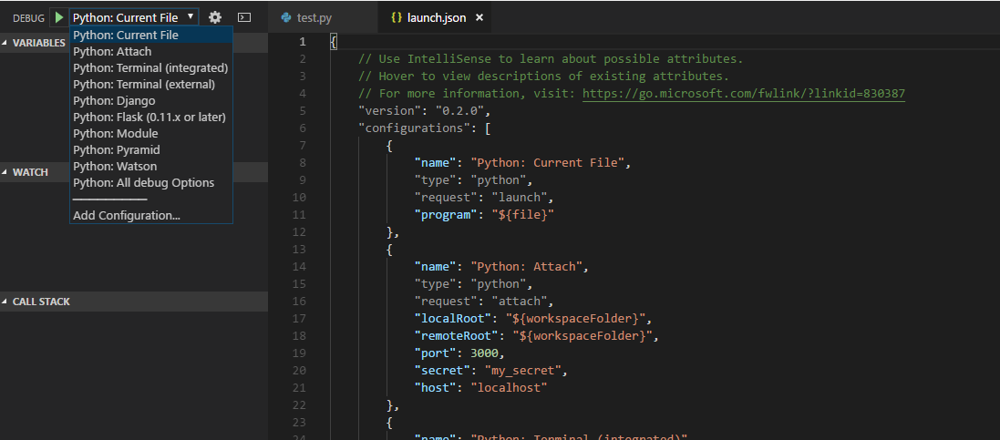 DEBUG Python: Current File
Python: Current File
Python: Attach
Python: Terminal (integrated)
Python: Terminal (external)
Python: Django
Python: Flask (0.11.x or later)
Python: Module
Python: Pyramid
Python: Watson
Python: All debug Options
Add Configuration...
VARIABLES
WATCH
CALL STACK
test.py
{} launch.json ×
1 {
2 // Use IntelliSense to learn about possible attributes.
3 // Hover to view descriptions of existing attributes.
4 // For more information, visit: https://go.microsoft.com/fwlink/?linkid=830387
5 "version": "0.2.0",
6 "configurations": [
7 {
8 "name": "Python: Current File",
9 "type": "python",
10 "request": "launch",
11 "program": "${file}"
12 },
13 {
14 "name": "Python: Attach",
15 "type": "python",
16 "request": "attach",
17 "localRoot": "${workspaceFolder}",
18 "remoteRoot": "${workspaceFolder}",
19 "port": 3000,
20 "secret": "my_secret",
21 "host": "localhost"
22 },
23 {
24 "name": "Python: Terminal (integrated)"